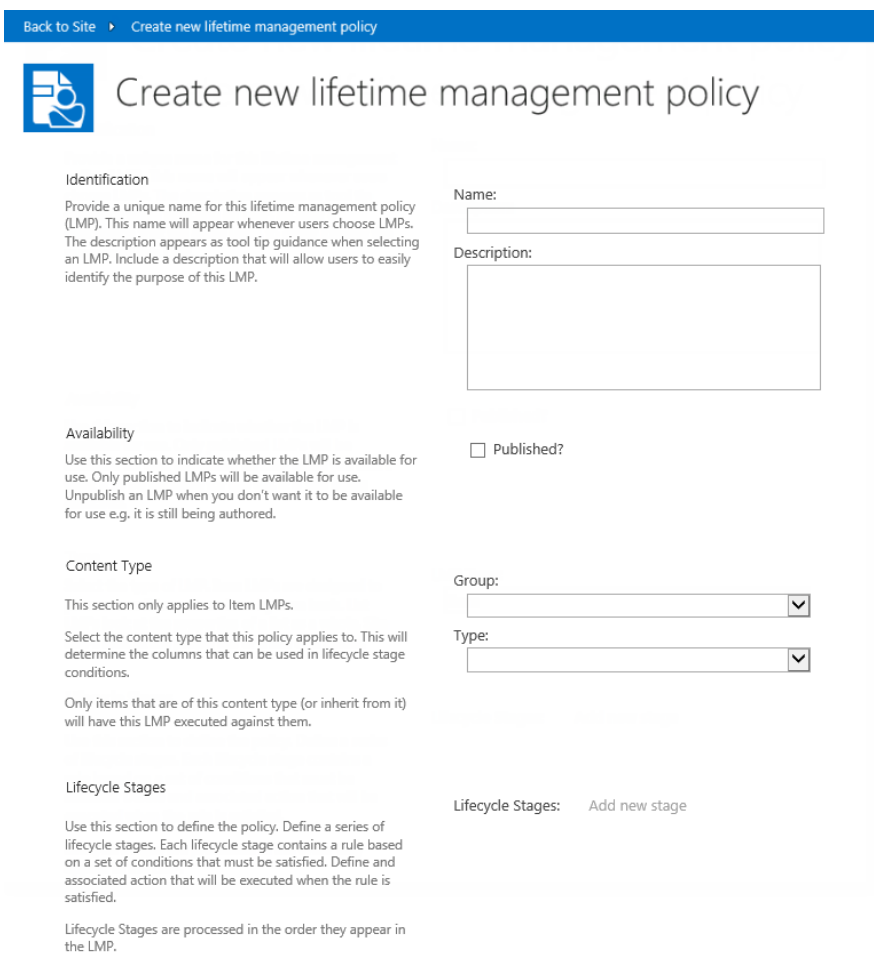 Back to Site ▸ Create new lifetime management policy
Create new lifetime management policy
Identification
Provide a unique name for this lifetime management policy
(LMP). This name will appear whenever users choose LMPs.
The description appears as tool tip guidance when selecting
an LMP. Include a description that will allow users to easily
identify the purpose of this LMP.
Name:
Description:
Availability
Use this section to indicate whether the LMP is available for
use. Only published LMPs will be available for use.
Unpublish an LMP when you don't want it to be available
for use e.g. it is still being authored.
Published?
Content Type
This section only applies to Item LMPs.
Select the content type that this policy applies to. This will
determine the columns that can be used in lifecycle stage
conditions.
Only items that are of this content type (or inherit from it)
will have this LMP executed against them.
Group:
Type:
Lifecycle Stages
Use this section to define the policy. Define a series of
lifecycle stages. Each lifecycle stage contains a rule based
on a set of conditions that must be satisfied. Define and
associated action that will be executed when the rule is
satisfied.
Lifecycle Stages are processed in the order they appear in
the LMP.
Lifecycle Stages: Add new stage